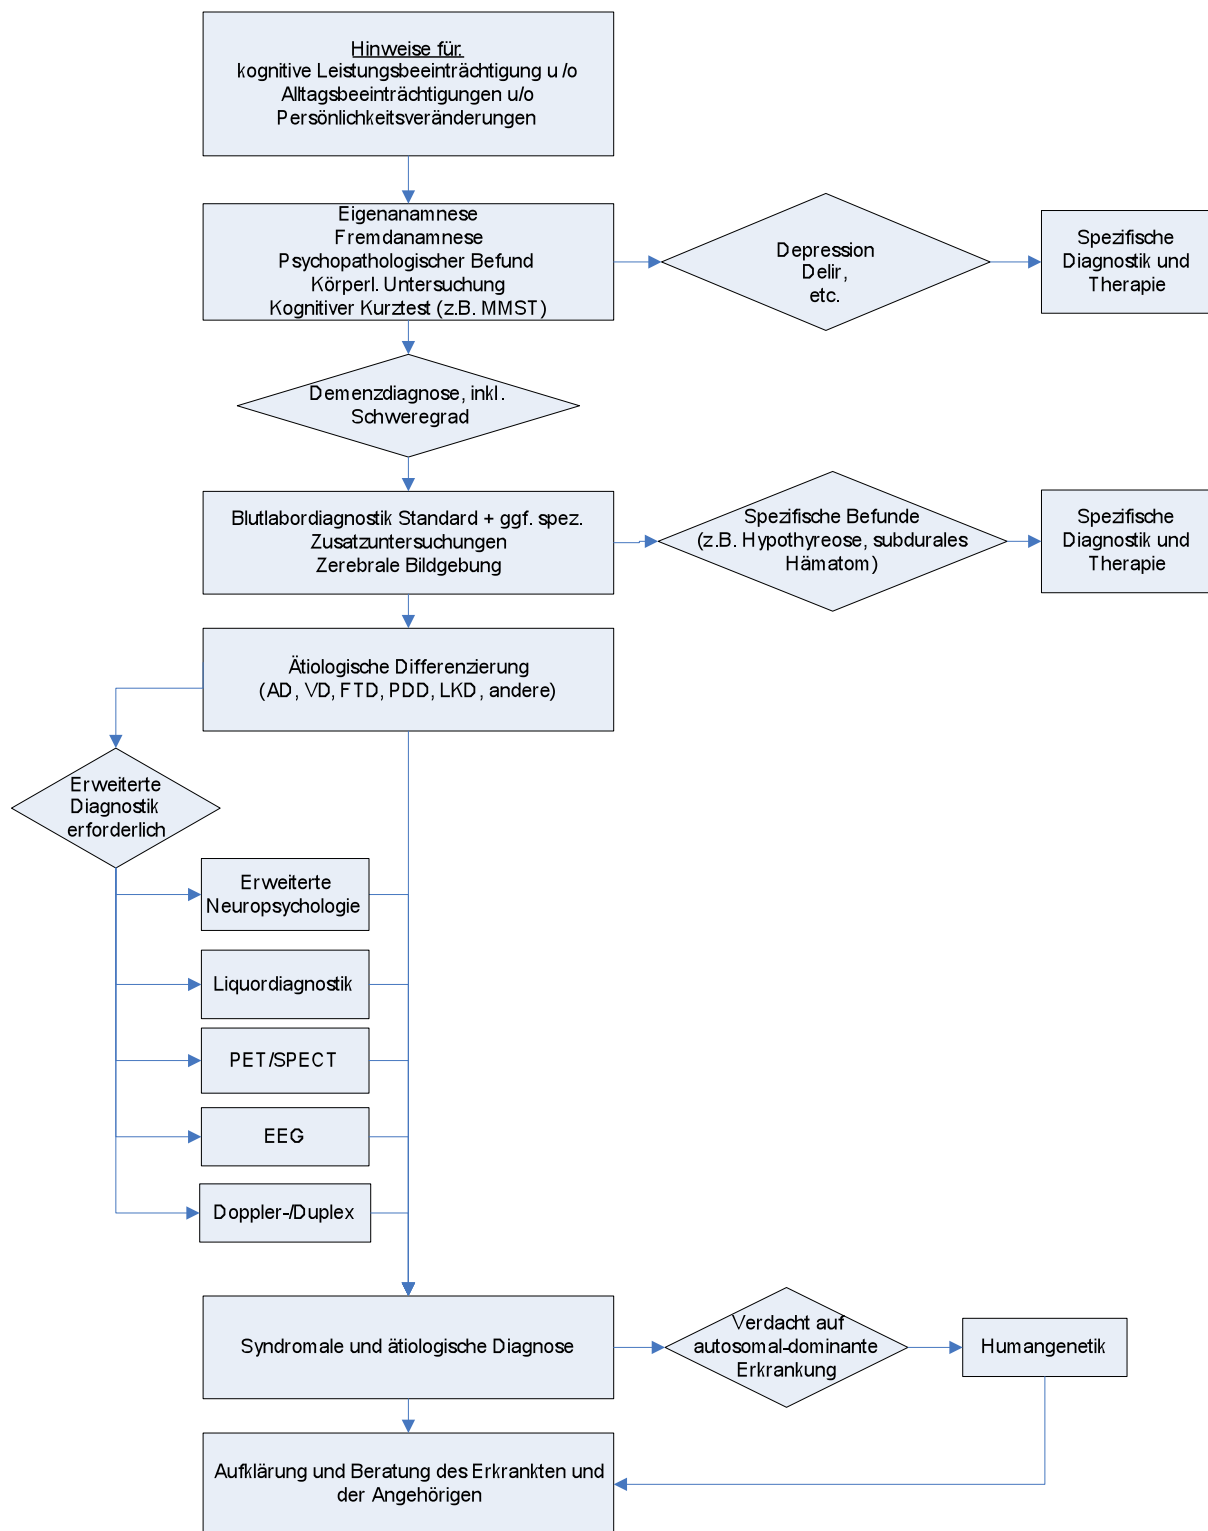 Hinweise für:
kognitive Leistungsbeeinträchtigung u /o
Alltagsbeeinträchtigungen u/o
Persönlichkeitsveränderungen
Eigenanamnese
Fremdanamnese
Psychopathologischer Befund
Körperl. Untersuchung
Kognitiver Kurztest (z.B. MMST)
Depression
Delir,
etc.
Spezifische
Diagnostik und
Therapie
Demenzdiagnose, inkl.
Schweregrad
Blutlabordiagnostik Standard + ggf. spez.
Zusatzuntersuchungen
Zerebrale Bildgebung
Spezifische Befunde
(z.B. Hypothyreose, subdurales
Hämatom)
Spezifische
Diagnostik und
Therapie
Ätiologische Differenzierung
(AD, VD, FTD, PDD, LKD, andere)
Erweiterte
Diagnostik
erforderlich
Erweiterte
Neuropsychologie
Liquordiagnostik
PET/SPECT
EEG
Doppler-/Duplex
Syndromale und ätiologische Diagnose
Verdacht auf
autosomal-dominante
Erkrankung
Humangenetik
Aufklärung und Beratung des Erkrankten und
der Angehörigen